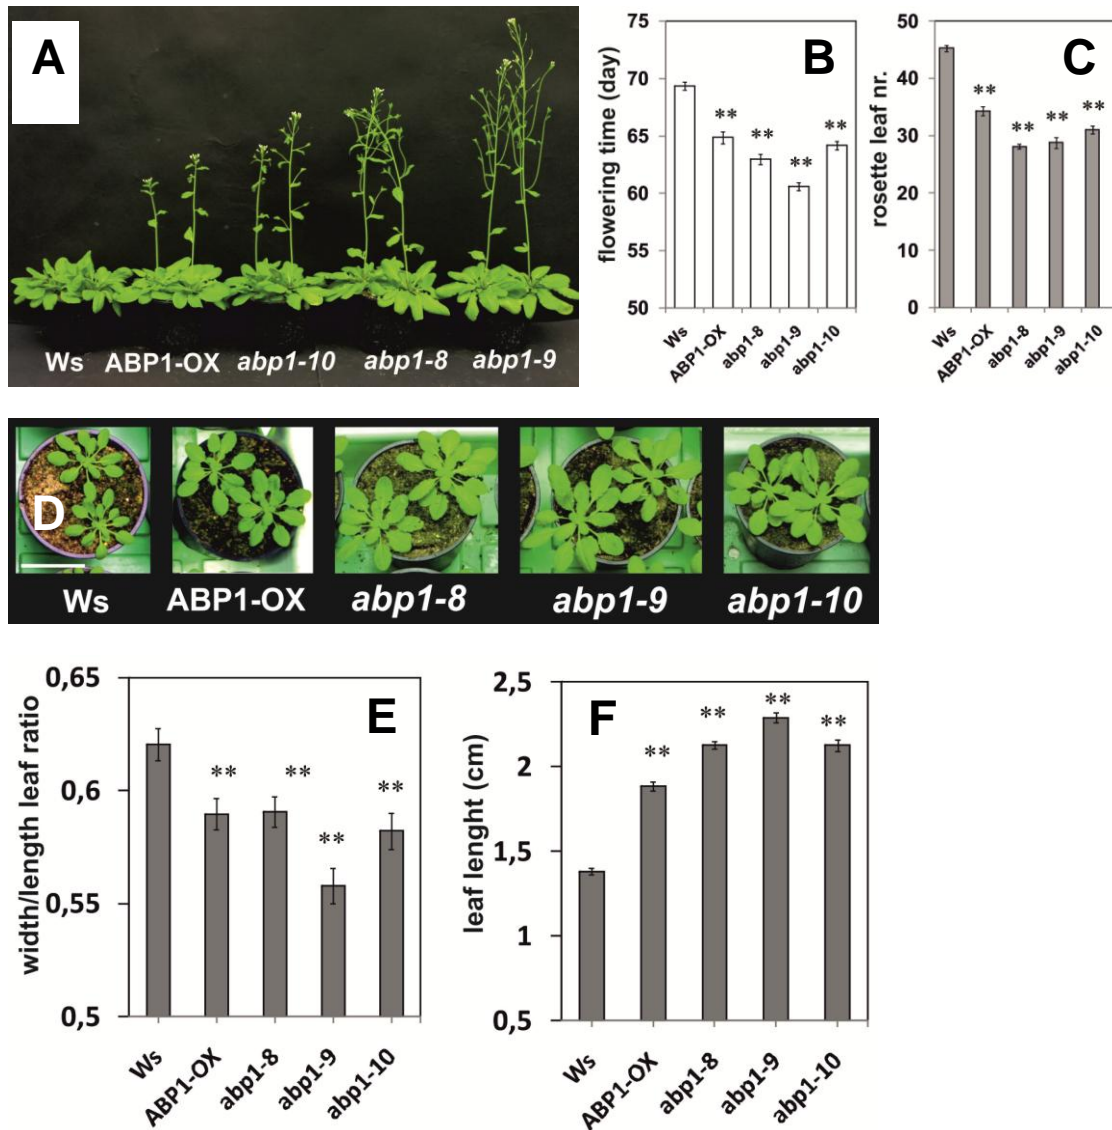 A
Ws ABP1-OX abp1-10 abp1-8 abp1-9
B
flowering time (day)
75
70
65
60
55
50
**
**
**
**
Ws
ABP1-OX
abp1-8
abp1-9
abp1-10
C
rosette leaf nr.
50
40
30
20
10
0
**
**
**
**
Ws
ABP1-OX
abp1-8
abp1-9
abp1-10
D
Ws ABP1-OX abp1-8 abp1-9 abp1-10
E
width/length leaf ratio
0,65
0,6
0,55
0,5
**
**
**
**
Ws
ABP1-OX
abp1-8
abp1-9
abp1-10
F
leaf lenght (cm)
2,5
2
1,5
1
0,5
**
**
**
**
Ws
ABP1-OX
abp1-8
abp1-9
abp1-10